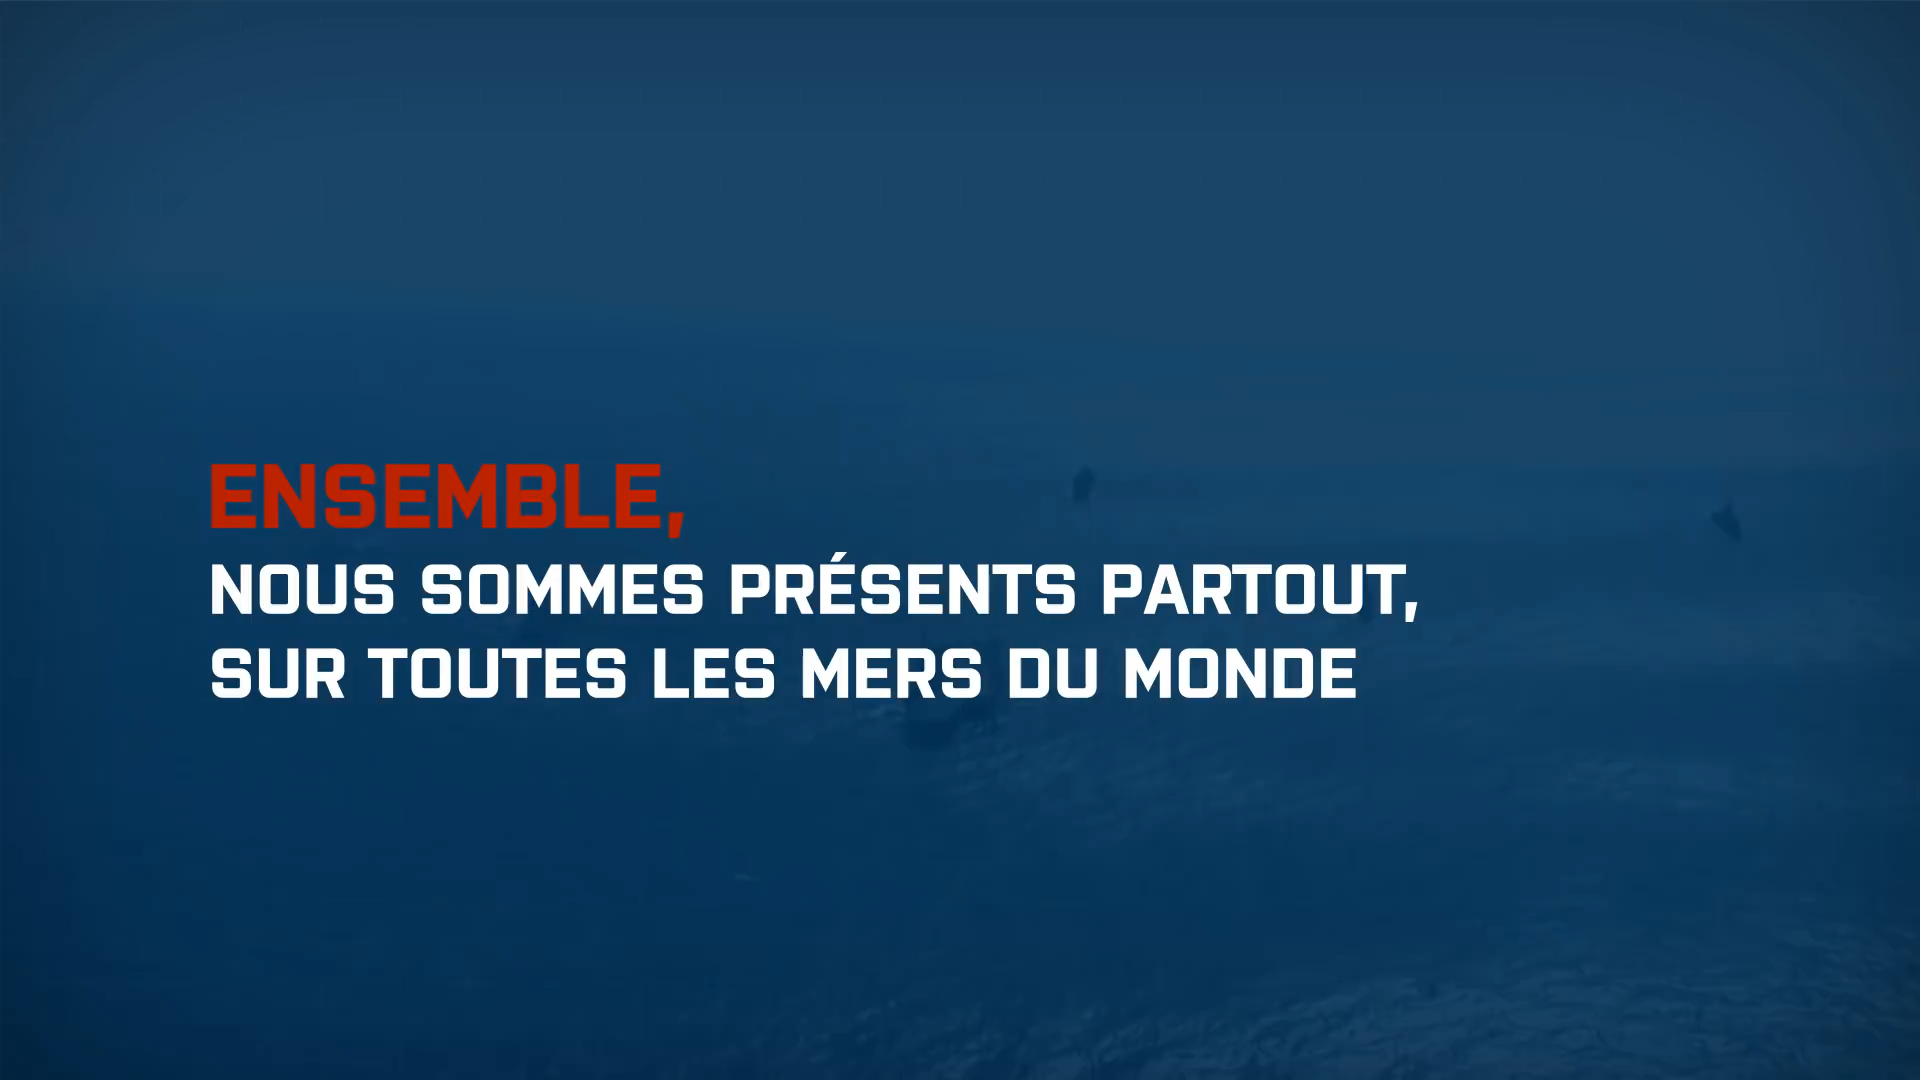 ENSEMBLE,
NOUS SOMMES PRÉSENTS PARTOUT,
SUR TOUTES LES MERS DU MONDE